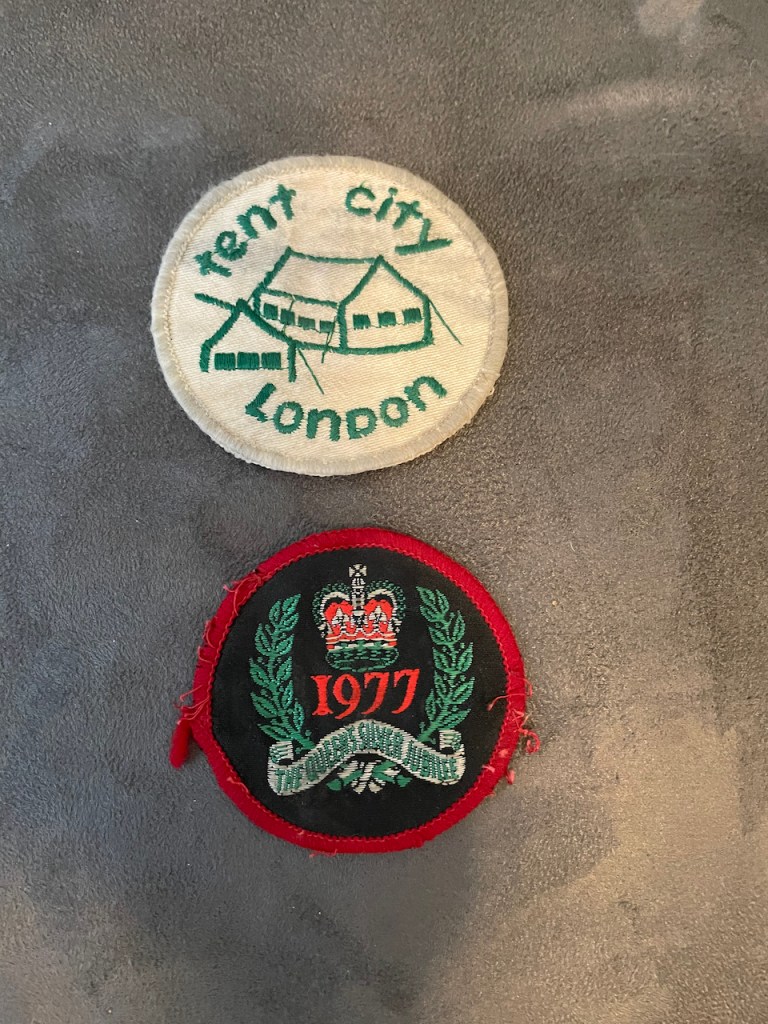 tent city
LonDon
1977
THE QUEEN'S SILVER JUBILEE